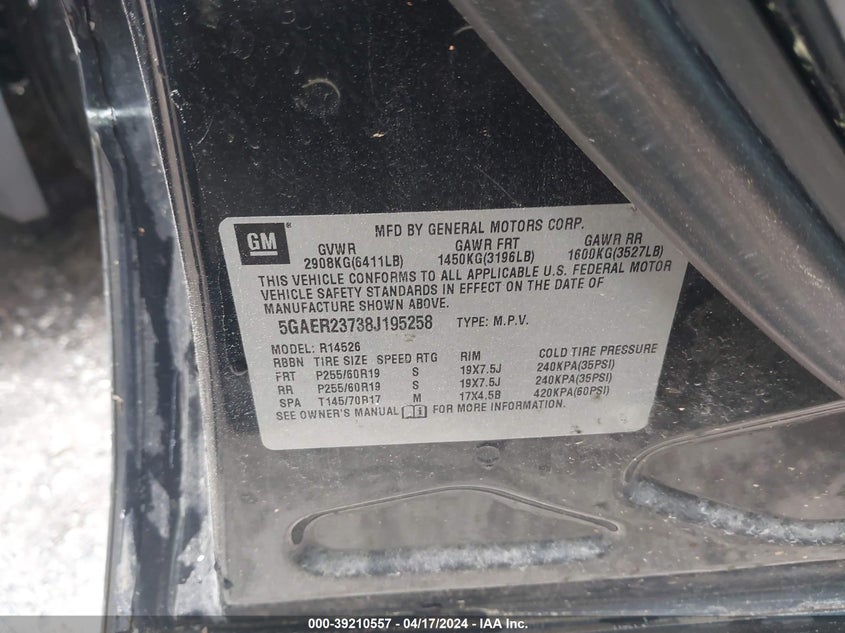 GM ® MFD BY GENERAL MOTORS CORP.
GVWR GAWR FRT GAWR RR
2908KG(6411LB) 1450KG(3196LB) 1600KG(3527LB)
THIS VEHICLE CONFORMS TO ALL APPLICABLE U.S. FEDERAL MOTOR
VEHICLE SAFETY STANDARDS IN EFFECT ON THE DATE OF
MANUFACTURE SHOWN ABOVE.
5GAER23738J195258 TYPE: M.P.V.
MODEL: R14526
RBBN TIRE SIZE SPEED RTG RIM COLD TIRE PRESSURE
FRT P255/60R19 S 19X7.5J 240KPA(35PSI)
RR P255/60R19 S 19X7.5J 240KPA(35PSI)
SPA T145/70R17 M 17X4.5B 420KPA(60PSI)
SEE OWNER'S MANUAL FOR MORE INFORMATION.
000-39210557 - 04/17/2024 - IAA Inc.